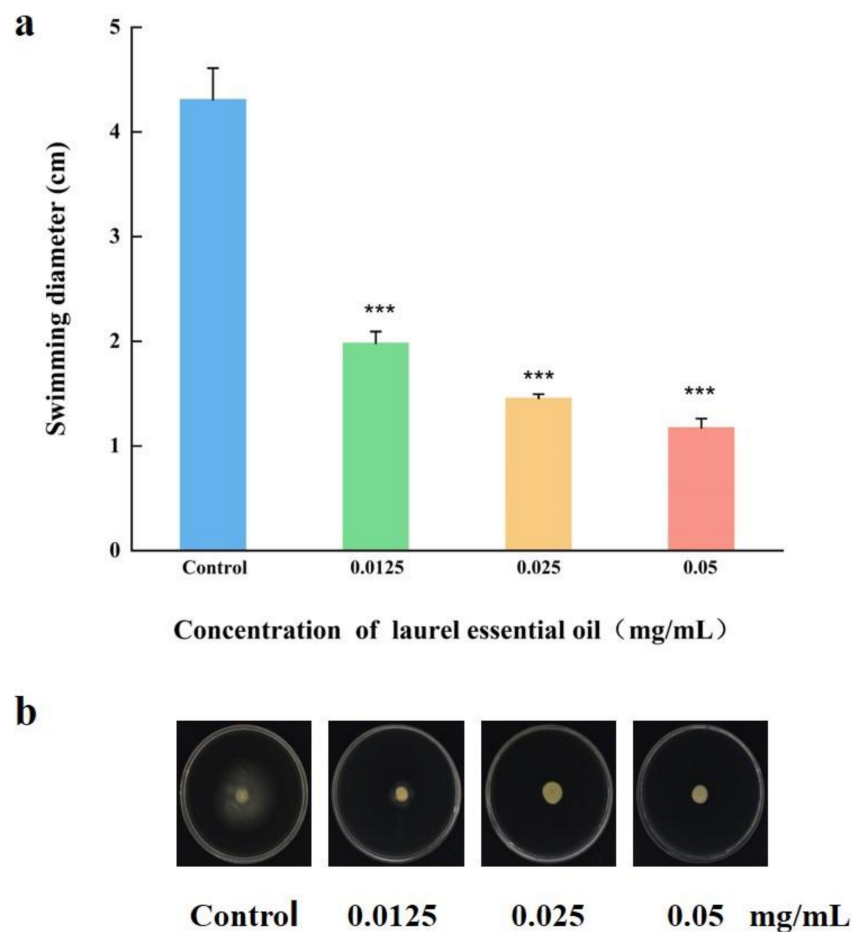 a
Swimming diameter (cm)
5
4
3
2
1
0
***
***
***
Control 0.0125 0.025 0.05
Concentration of laurel essential oil（mg/mL）
b
Control 0.0125 0.025 0.05 mg/mL